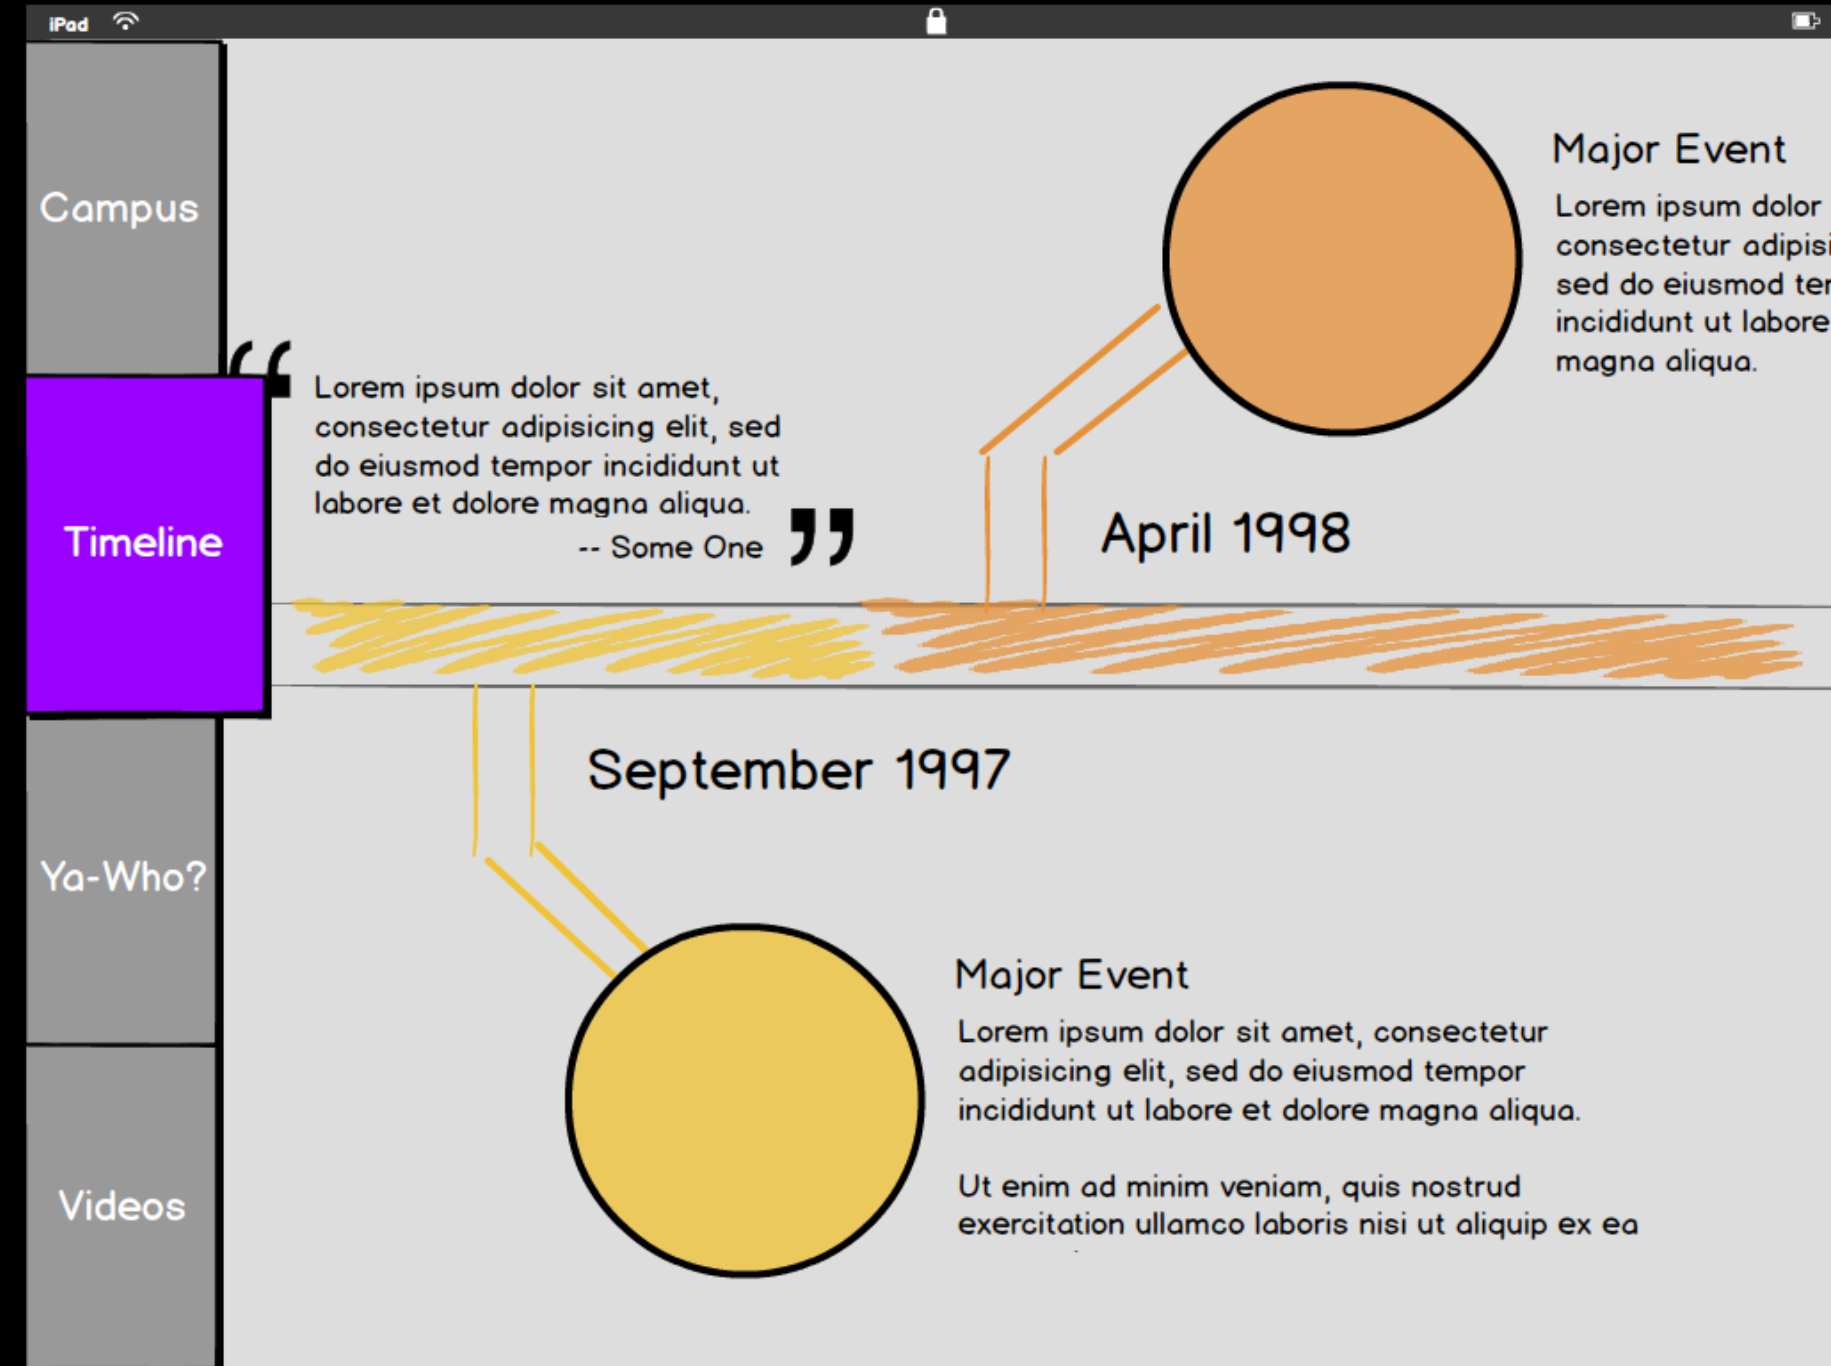 iPad
Campus
Timeline
Ya-Who?
Videos
“
Lorem ipsum dolor sit amet,
consectetur adipisicing elit, sed
do eiusmod tempor incididunt ut
labore et dolore magna aliqua.
-- Some One
”
Major Event
Lorem ipsum dolor
consectetur adipisi
sed do eiusmod ter
incididunt ut labore
magna aliqua.
April 1998
September 1997
Major Event
Lorem ipsum dolor sit amet, consectetur
adipisicing elit, sed do eiusmod tempor
incididunt ut labore et dolore magna aliqua.
Ut enim ad minim veniam, quis nostrud
exercitation ullamco laboris nisi ut aliquip ex ea